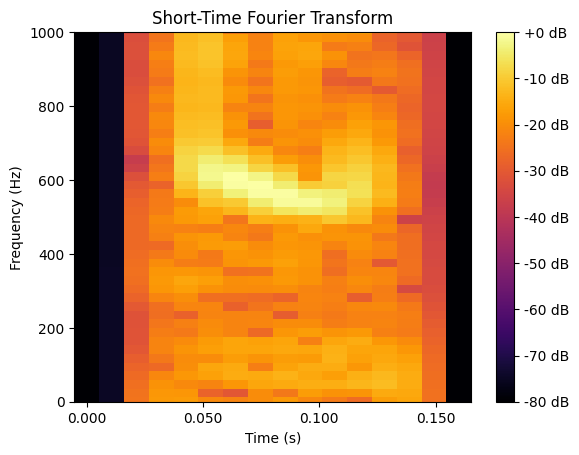 Short-Time Fourier Transform
Frequency (Hz)
1000
800
600
400
200
0
0.000
0.050
0.100
0.150
Time (s)
+0 dB
-10 dB
-20 dB
-30 dB
-40 dB
-50 dB
-60 dB
-70 dB
-80 dB